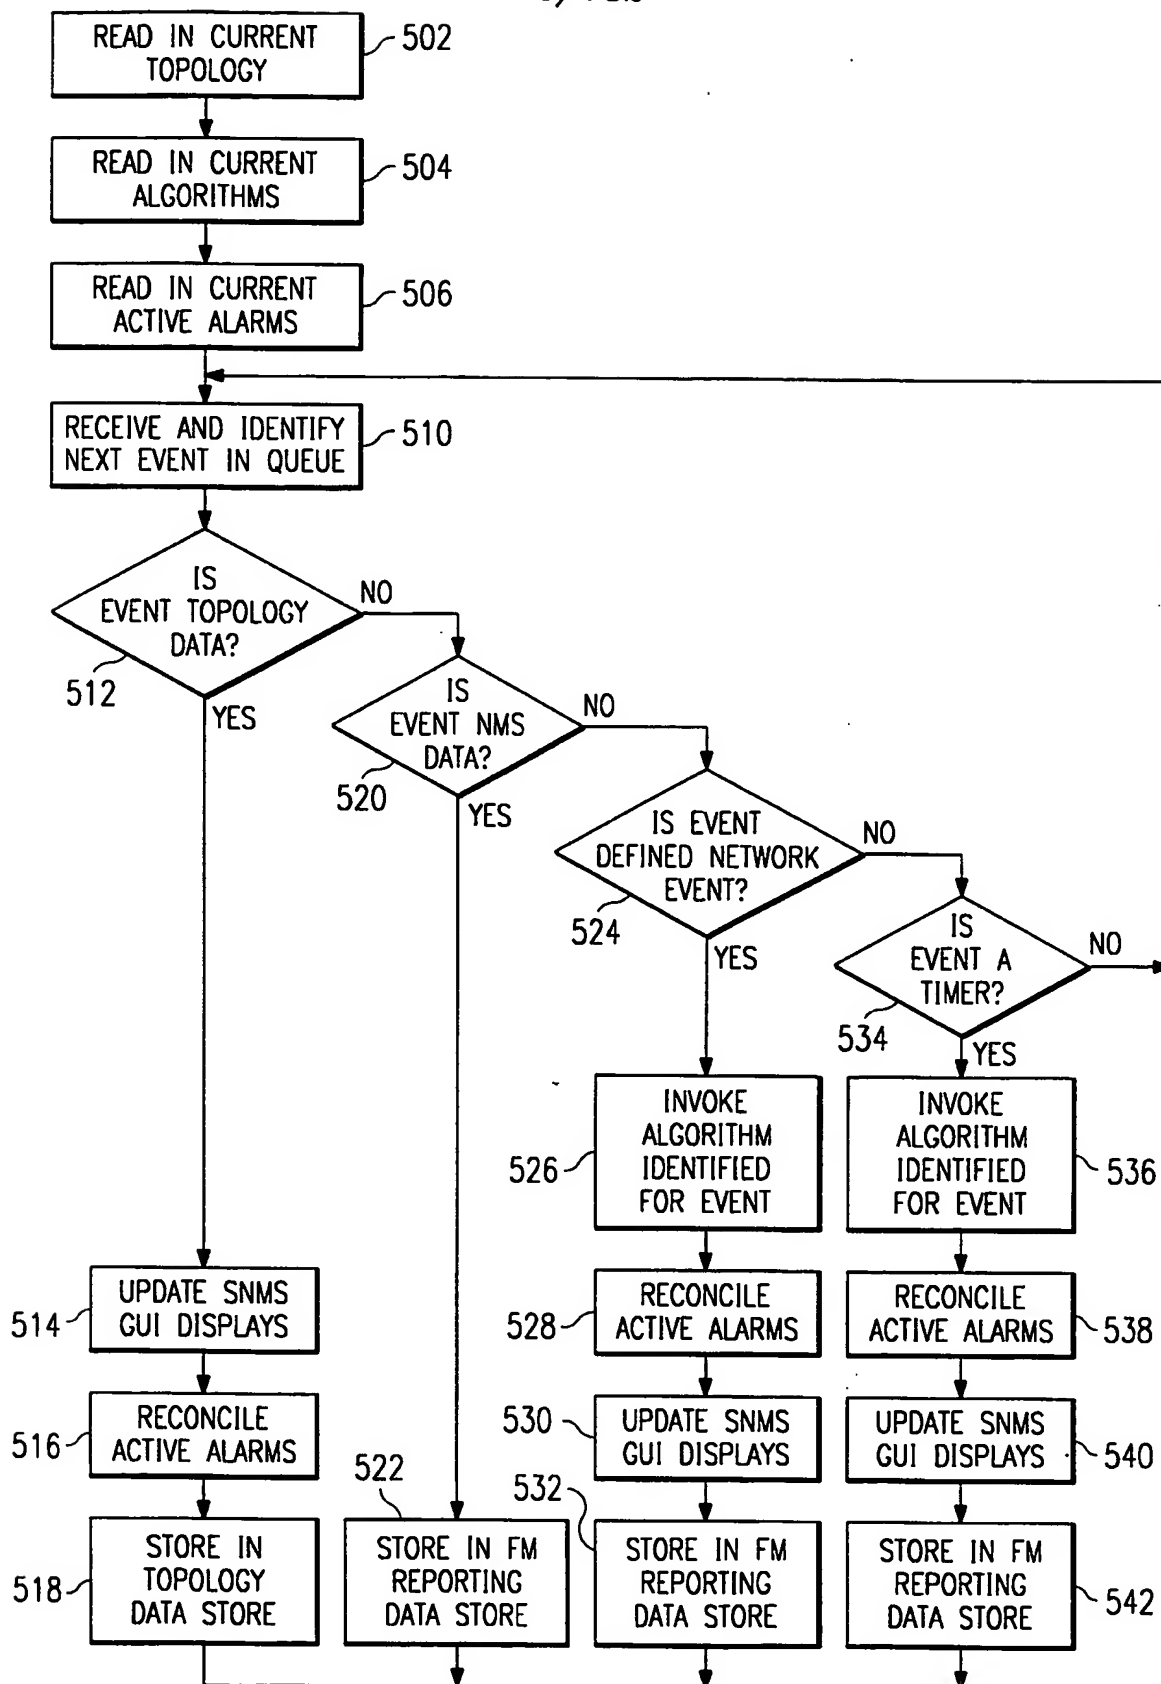 READ IN CURRENT
TOPOLOGY
502
READ IN CURRENT
ALGORITHMS
504
READ IN CURRENT
ACTIVE ALARMS
506
RECEIVE AND IDENTIFY
NEXT EVENT IN QUEUE
510
IS
EVENT TOPOLOGY
DATA?
NO
512
YES
IS
EVENT NMS
DATA?
NO
520
YES
IS EVENT
DEFINED NETWORK
EVENT?
NO
524
YES
IS
EVENT A
TIMER?
NO
534
YES
INVOKE
ALGORITHM
IDENTIFIED
FOR EVENT
526
INVOKE
ALGORITHM
IDENTIFIED
FOR EVENT
536
UPDATE SNMS
GUI DISPLAYS
514
RECONCILE
ACTIVE ALARMS
528
RECONCILE
ACTIVE ALARMS
538
RECONCILE
ACTIVE ALARMS
516
UPDATE SNMS
GUI DISPLAYS
530
UPDATE SNMS
GUI DISPLAYS
540
STORE IN
TOPOLOGY
DATA STORE
518
522
STORE IN FM
REPORTING
DATA STORE
532
STORE IN FM
REPORTING
DATA STORE
STORE IN FM
REPORTING
DATA STORE
542